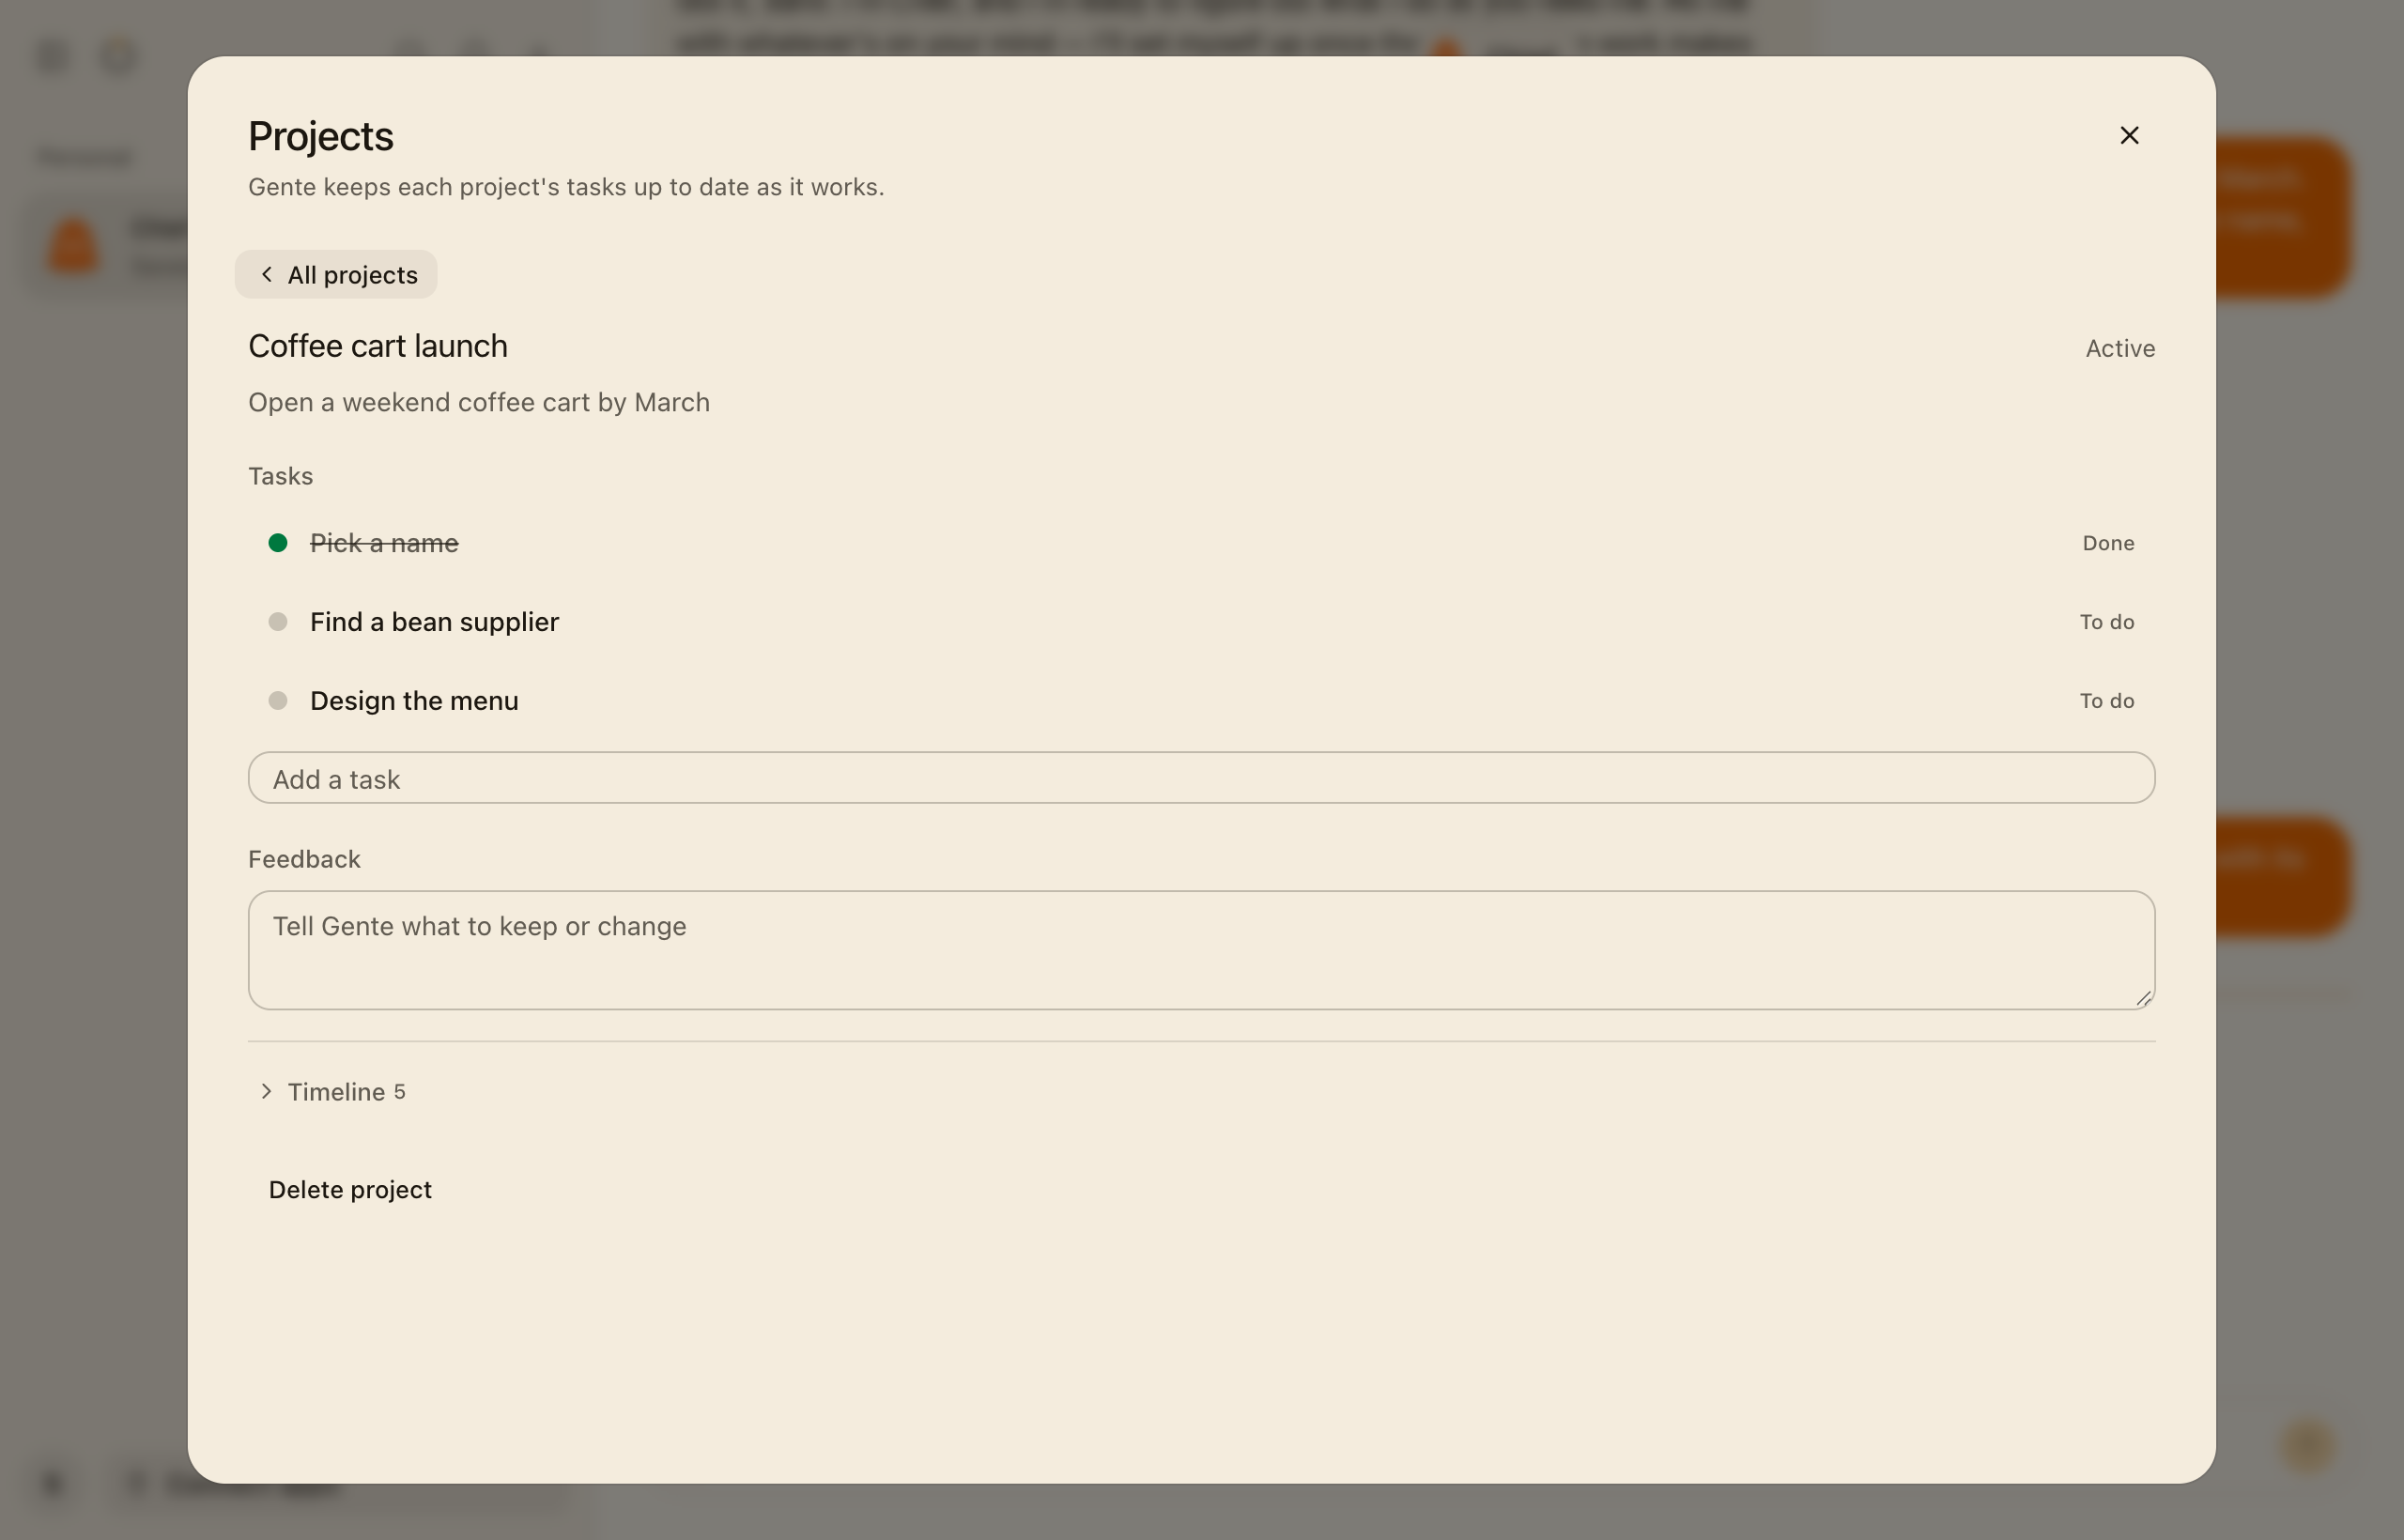 Projects
Gente keeps each project's tasks up to date as it works.
All projects
Coffee cart launch
Active
Open a weekend coffee cart by March
Tasks
Pick a name
Done
Find a bean supplier
To do
Design the menu
To do
Add a task
Feedback
Tell Gente what to keep or change
Timeline 5
Delete project